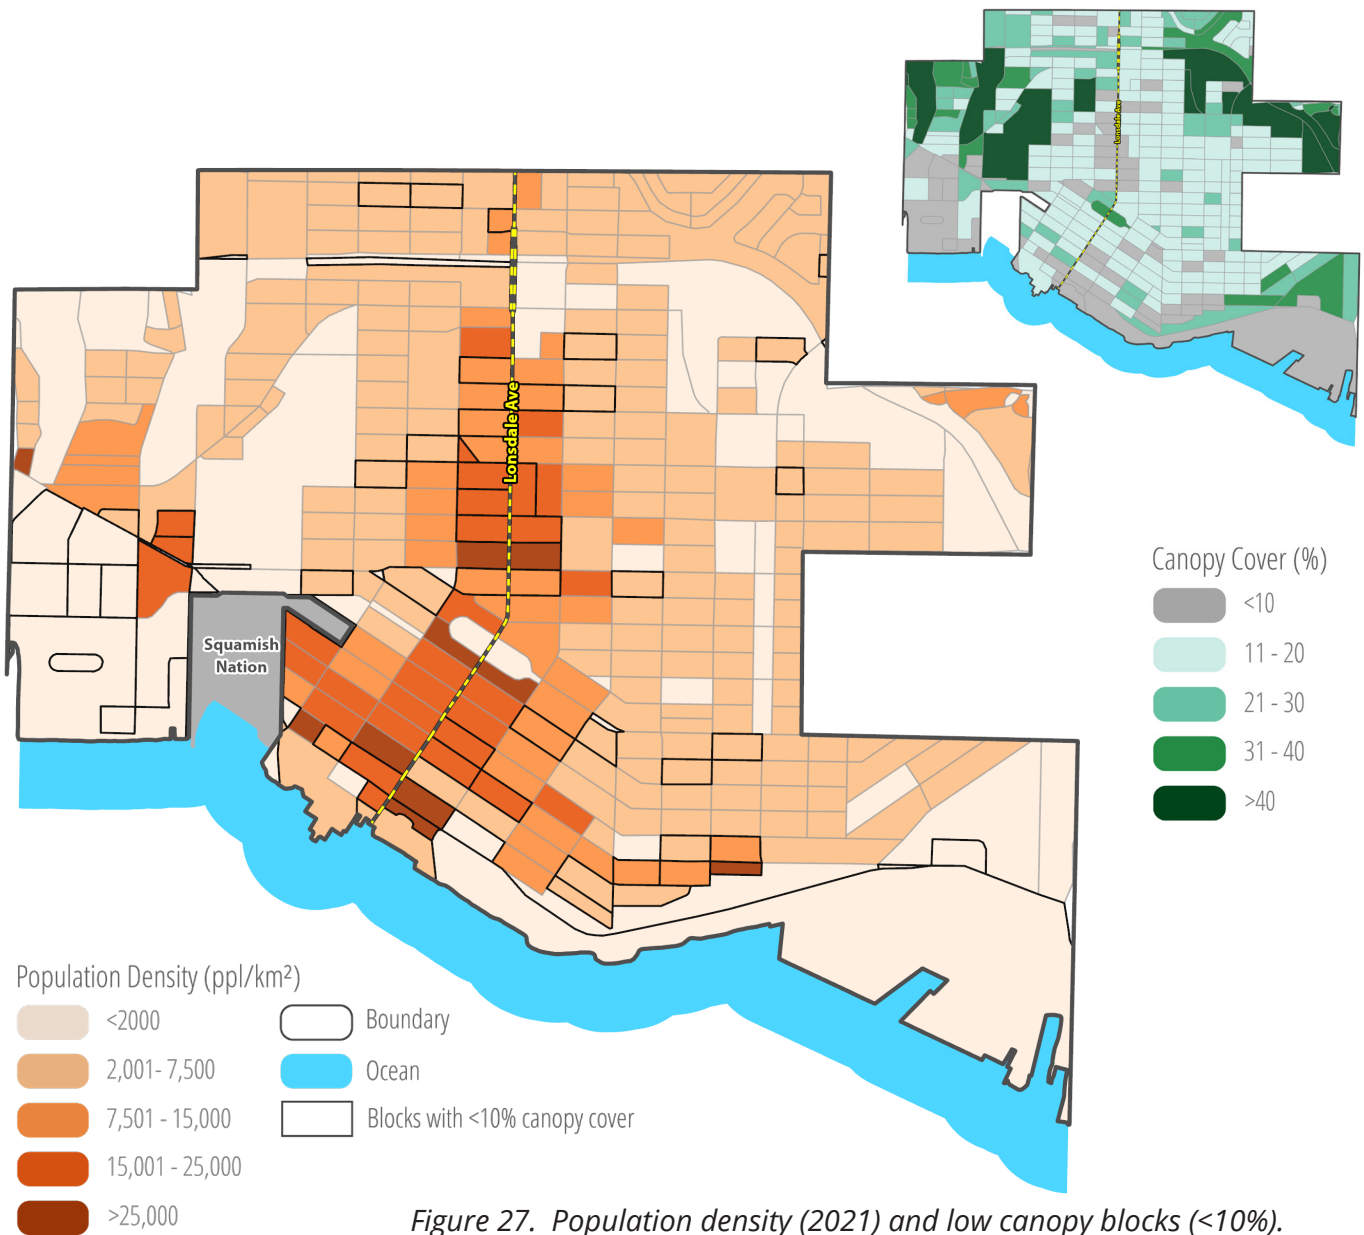 Lonsdale Ave
Lonsdale Ave
Squamish
Nation
Canopy Cover (%)
<10
11 - 20
21 - 30
31 - 40
>40
Population Density (ppl/km²)
<2000
2,001- 7,500
7,501 - 15,000
15,001 - 25,000
>25,000
Boundary
Ocean
Blocks with <10% canopy cover
Figure 27. Population density (2021) and low canopy blocks (<10%).